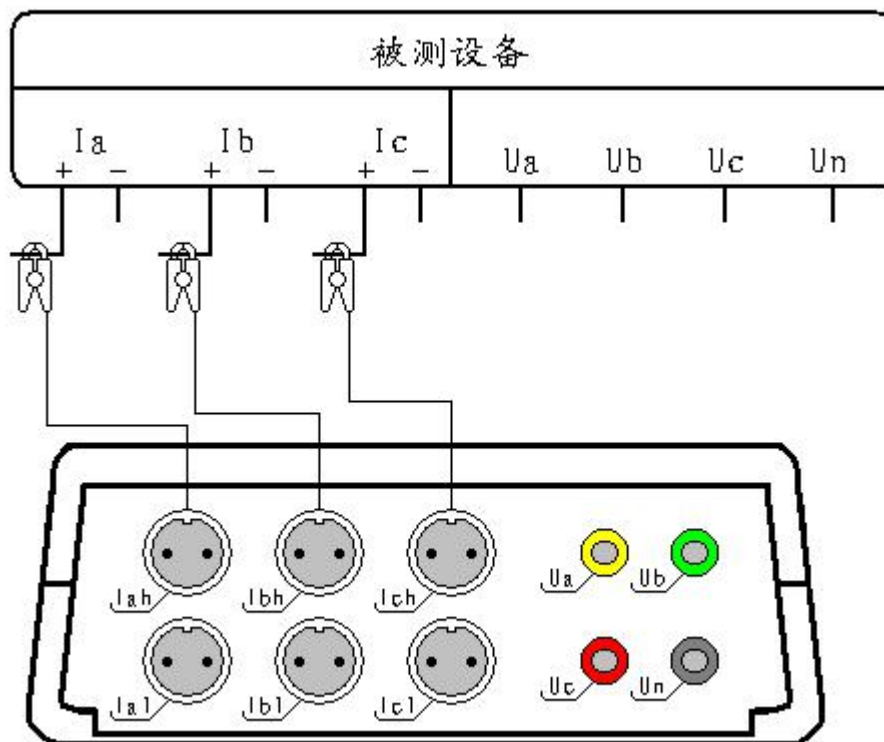 被测设备
Ia Ib Ic
+ − + − + −
Ua Ub Uc Un
Iah Ibh Ich Ua Ub
Ial Ibl Icl Uc Un